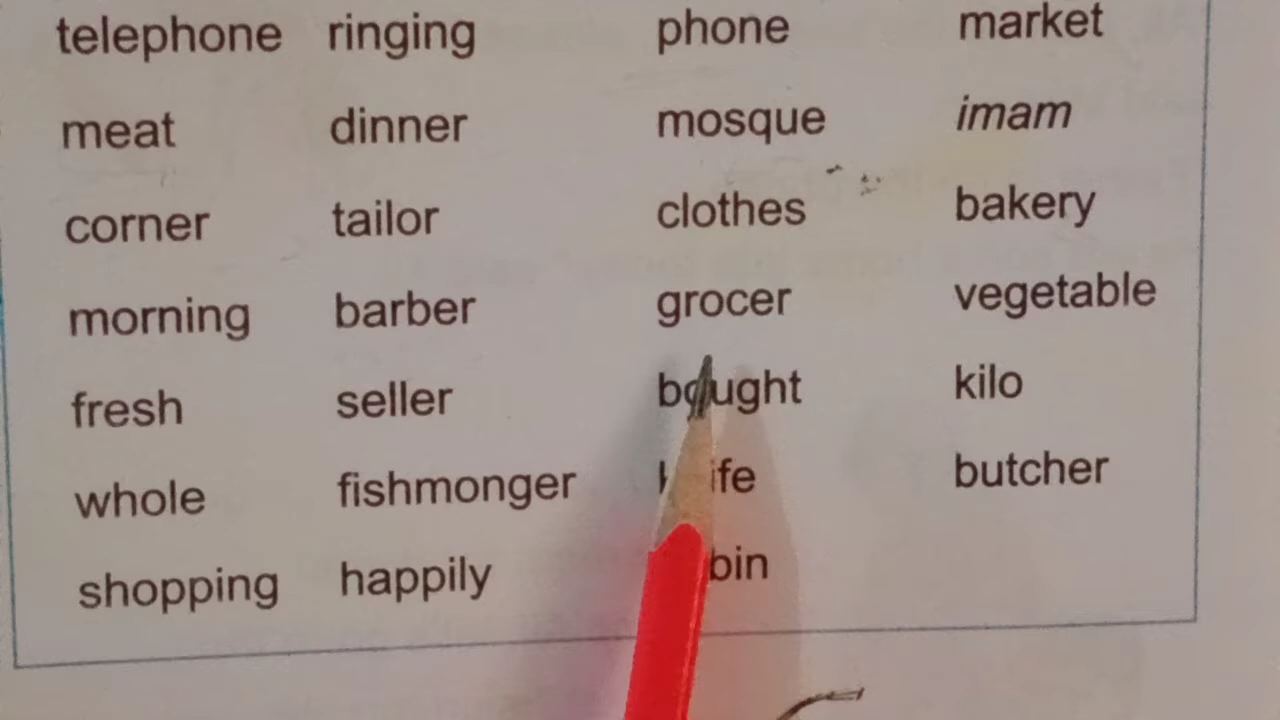 telephone ringing phone market
meat dinner mosque imam
corner tailor clothes bakery
morning barber grocer vegetable
fresh seller bought kilo
whole fishmonger butcher
shopping happily